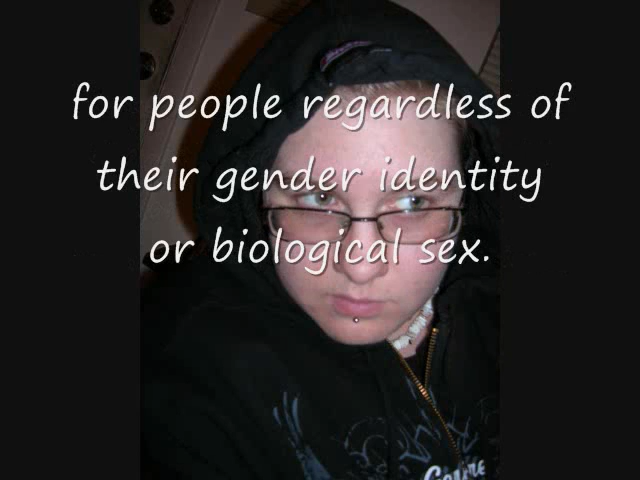 for people regardless of
their gender identity
or biological sex.